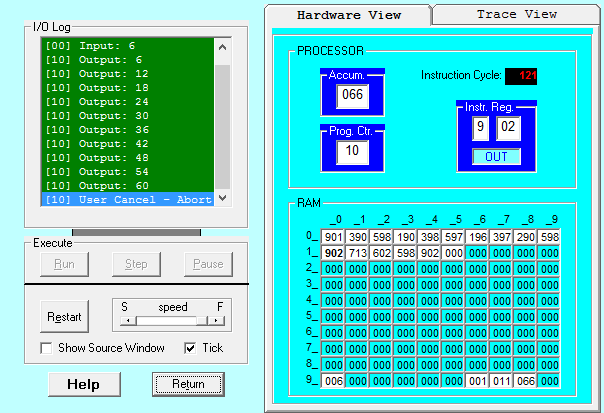 I/O Log
[00] Input: 6
[10] Output: 6
[10] Output: 12
[10] Output: 18
[10] Output: 24
[10] Output: 30
[10] Output: 36
[10] Output: 42
[10] Output: 48
[10] Output: 54
[10] Output: 60
[10] User Cancel - Abort
Execute
Run Step Pause
Restart
S speed F
Show Source Window Tick
Help Return
Hardware View Trace View
PROCESSOR
Accum.
066
Instruction Cycle: 121
Prog. Ctr.
10
Instr. Reg.
9 02
OUT
RAM
_0 _1 _2 _3 _4 _5 _6 _7 _8 _9
0_ 901 390 598 190 398 597 196 397 290 598
1_ 902 713 602 598 902 000 000 000 000 000
2_ 000 000 000 000 000 000 000 000 000 000
3_ 000 000 000 000 000 000 000 000 000 000
4_ 000 000 000 000 000 000 000 000 000 000
5_ 000 000 000 000 000 000 000 000 000 000
6_ 000 000 000 000 000 000 000 000 000 000
7_ 000 000 000 000 000 000 000 000 000 000
8_ 000 000 000 000 000 000 000 000 000 000
9_ 006 000 000 000 000 000 001 011 066 000